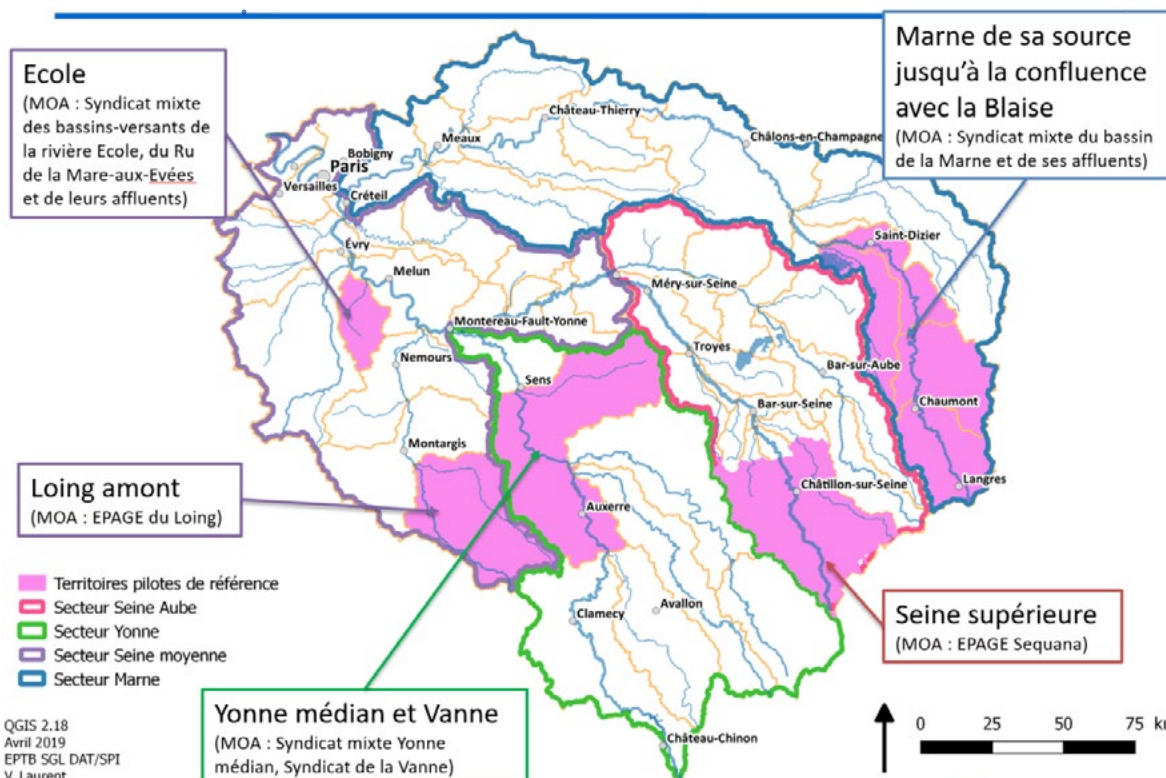 Ecole
(MOA : Syndicat mixte
des bassins-versants de
la rivière Ecole, du Ru
de la Mare-aux-Evées
et de leurs affluents)
Marne de sa source
jusqu'à la confluence
avec la Blaise
(MOA : Syndicat mixte du bassin
de la Marne et de ses affluents)
Château-Thierry
Châlons-en-Champagne
Meaux
Bobigny
Paris
Versailles
Créteil
Saint-Dizier
Évry
Melun
Méry-sur-Seine
Montereau-Fault-Yonne
Troyes
Nemours
Bar-sur-Aube
Sens
Chaumont
Bar-sur-Seine
Montargis
Langres
Châtillon-sur-Seine
Loing amont
(MOA : EPAGE du Loing)
Auxerre
Territoires pilotes de référence
Secteur Seine Aube
Secteur Yonne
Secteur Seine moyenne
Secteur Marne
Clamecy
Avallon
Seine supérieure
(MOA : EPAGE Sequana)
Yonne médian et Vanne
(MOA : Syndicat mixte Yonne
médian, Syndicat de la Vanne)
Château-Chinon
0 25 50 75 km
QGIS 2.18
Avril 2019
EPTB SGL DAT/SPI
V. Laurent